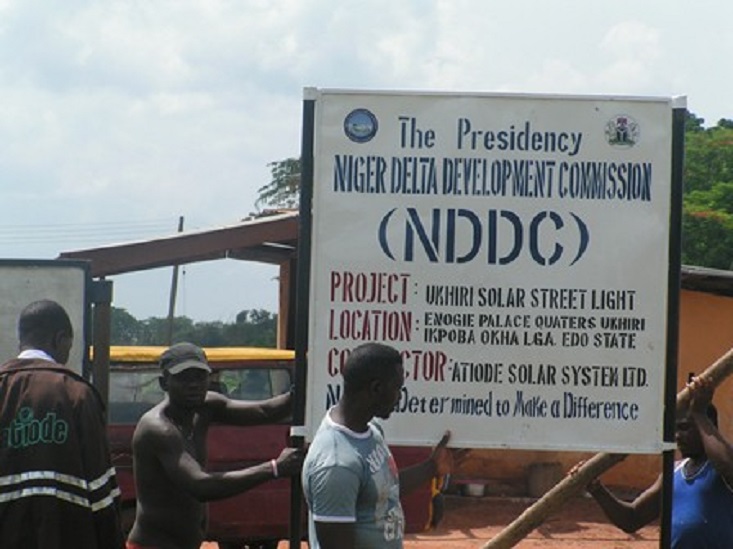 The Presidency
NIGER DELTA DEVELOPMENT COMMISSION
(NDDC)
PROJECT: UKHIRI SOLAR STREET LIGHT
LOCATION: ENOGIE PALACE QUATERS UKHIRI
IKPOBA OKHA LGA. EDO STATE
ATIODE SOLAR SYSTEM LTD.
Determined to Make a Difference
atiode